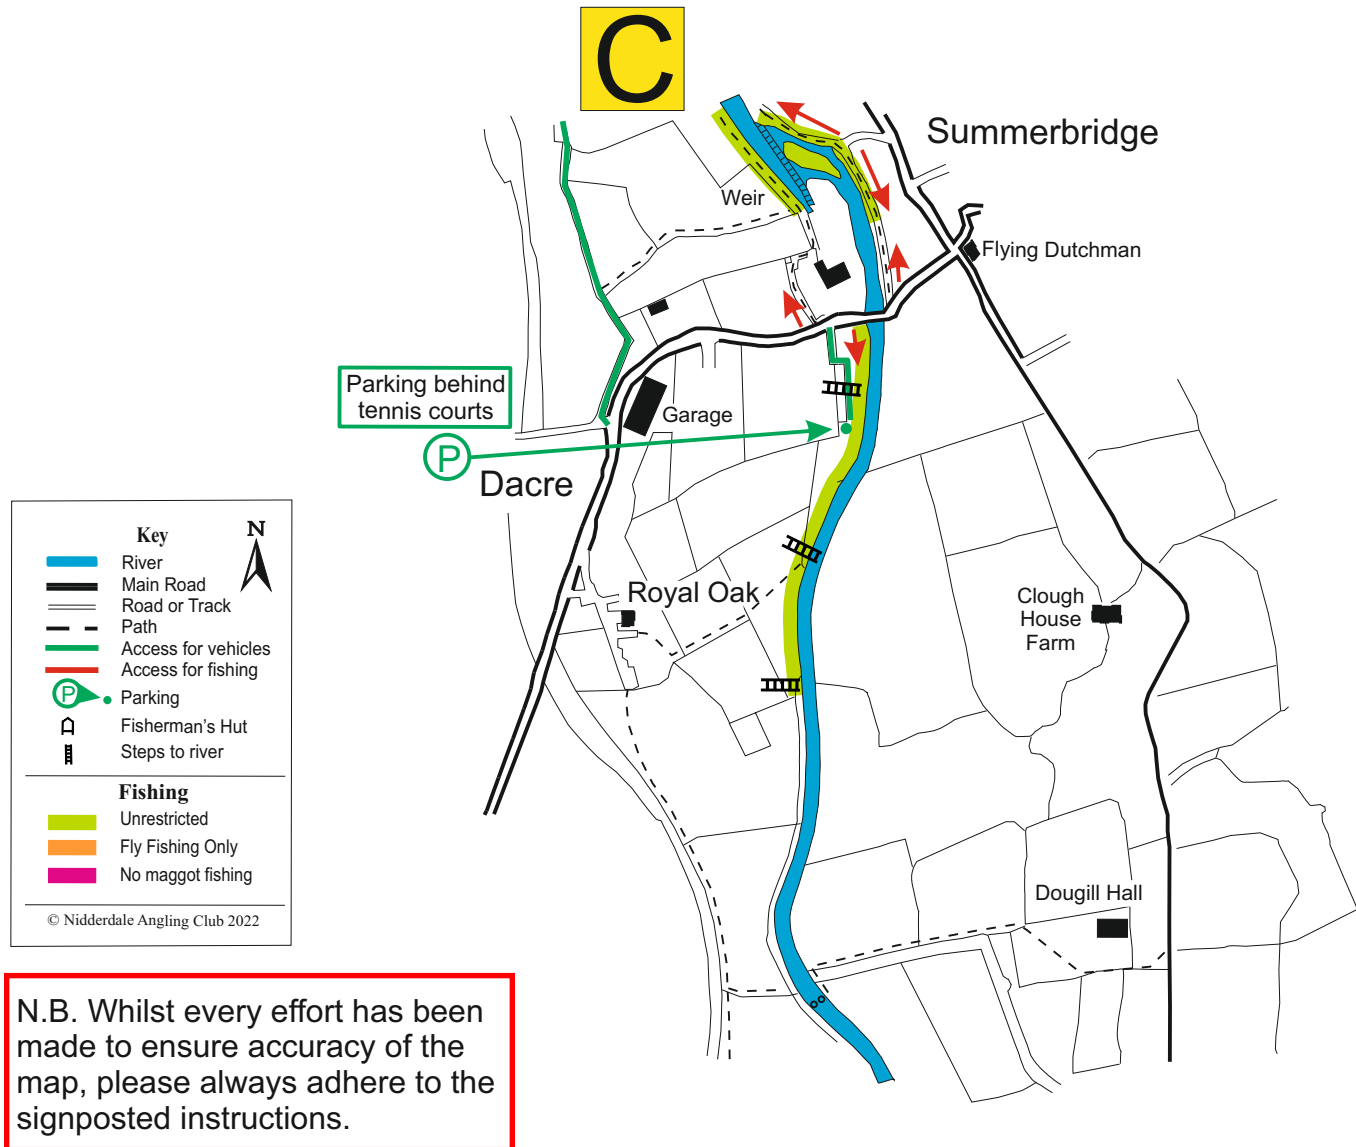 C
Summerbridge
Weir
Flying Dutchman
Parking behind
tennis courts
Garage
P
Dacre
Royal Oak
Clough
House
Farm
Dougill Hall
Key
N
River
Main Road
Road or Track
Path
Access for vehicles
Access for fishing
P
Parking
Fisherman's Hut
Steps to river
Fishing
Unrestricted
Fly Fishing Only
No maggot fishing
© Nidderdale Angling Club 2022
N.B. Whilst every effort has been
made to ensure accuracy of the
map, please always adhere to the
signposted instructions.